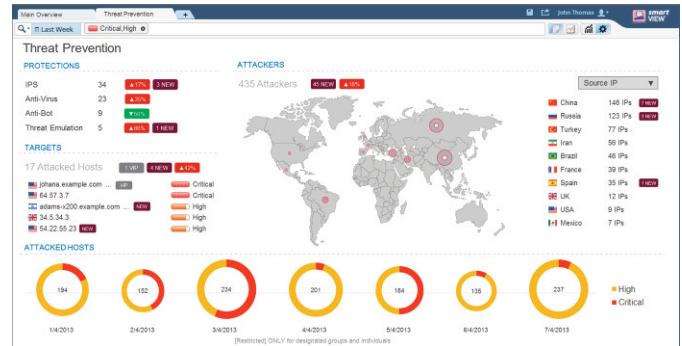 Main Overview
Threat Prevention
+
John Thomas
smart
VIEW
Last Week
Critical,High
Threat Prevention
PROTECTIONS
IPS 34 ▲17% 3 NEW
Anti-Virus 23
Anti-Bot 9
Threat Emulation 5 1 NEW
TARGETS
17 Attacked Hosts 1 VIP 4 NEW ▲12%
johana.example.com ... VIP Critical
64.57.3.7 Critical
adams-x200.example.com ... NEW High
34.5.34.3 High
54.22.55.23 NEW High
ATTACKERS
435 Attackers 45 NEW ▲18%
Source IP ▼
China 146 IPs 7 NEW
Russia 123 IPs
Turkey 77 IPs
Iran 56 IPs
Brazil 46 IPs
France 39 IPs
Spain 35 IPs 1 NEW
UK 12 IPs
USA 9 IPs
Mexico 7 IPs
ATTACKED HOSTS
194 152 234 201 184 135 237
High
Critical
1/4/2013 2/4/2013 3/4/2013 4/4/2013 5/4/2013 6/4/2013 7/4/2013
[Restricted] ONLY for designated groups and individuals